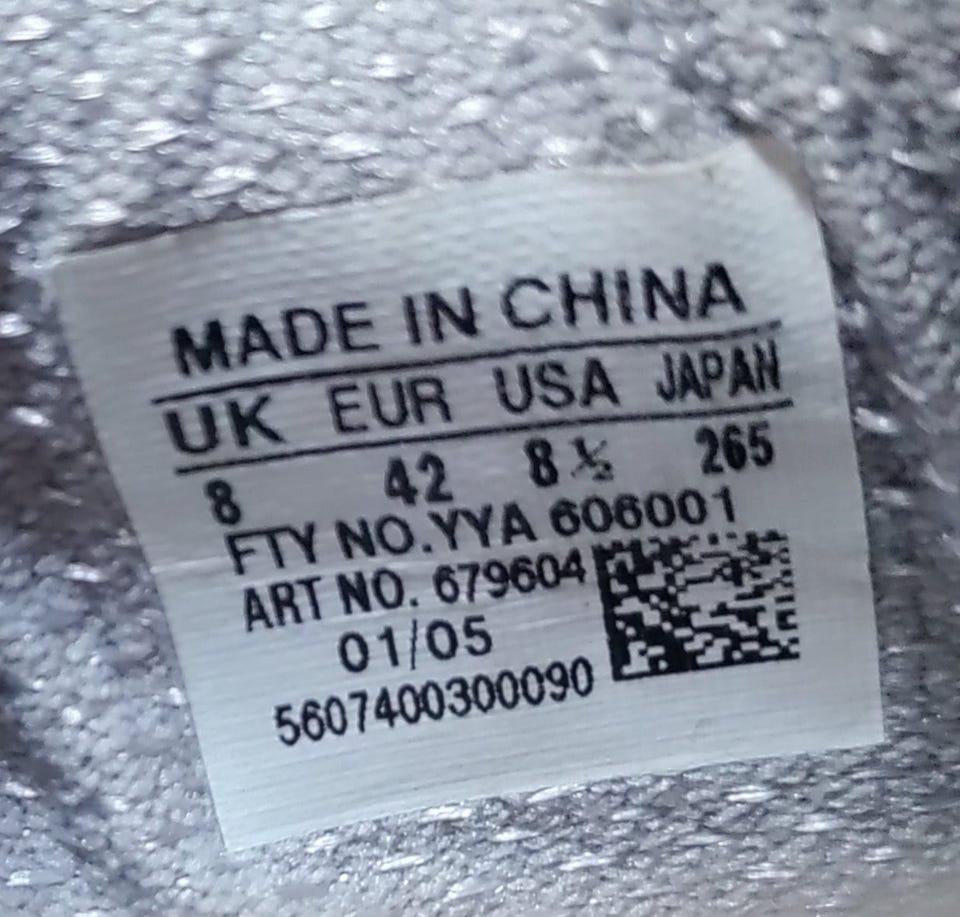 MADE IN CHINA
UK EUR USA JAPAN
8 42 8 ½ 265
FTY NO.YYA 606001
ART NO. 679604
01/05
5607400300090